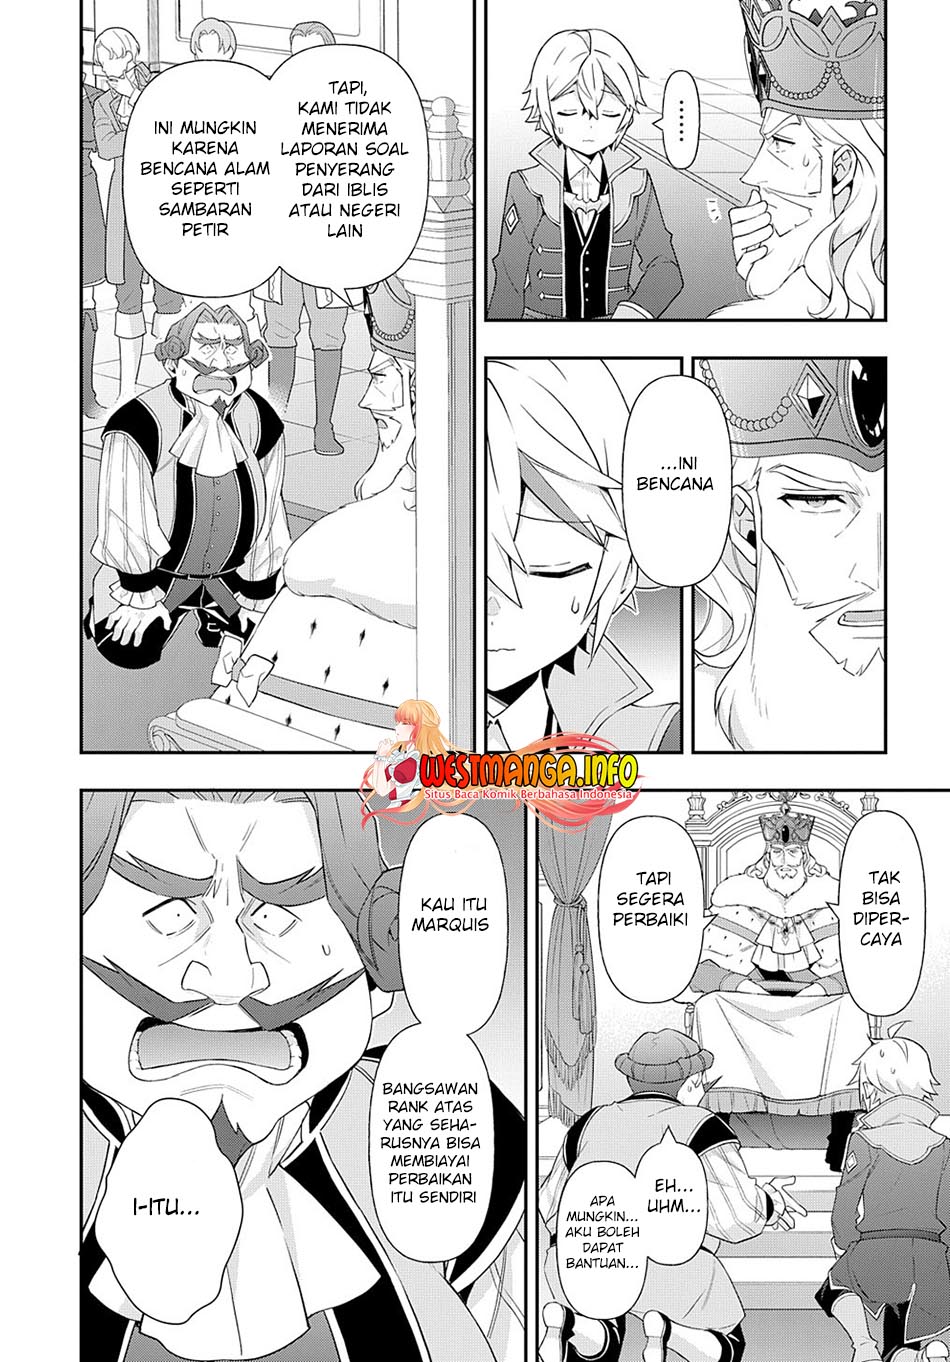 ......
TAPI,
KAMI TIDAK
MENERIMA
LAPORAN SOAL
PENYERANG
DARI IBLIS
ATAU NEGERI
LAIN
INI MUNGKIN
KARENA
BENCANA ALAM
SEPERTI
SAMBARAN
PETIR
...INI
BENCANA
WESTMANGA.INFO
Situs Baca Komik Berbahasa Indonesia
TAK
BISA
DIPER-
CAYA
TAPI
SEGERA
PERBAIKI
EH...
UHM...
APA
MUNGKIN...
AKU BOLEH
DAPAT
BANTUAN...
KAU ITU
MARQUIS
BANGSAWAN
RANK ATAS
YANG SEHA-
RUSNYA BISA
MEMBIAYAI
PERBAIKAN
ITU SENDIRI
I-ITU...